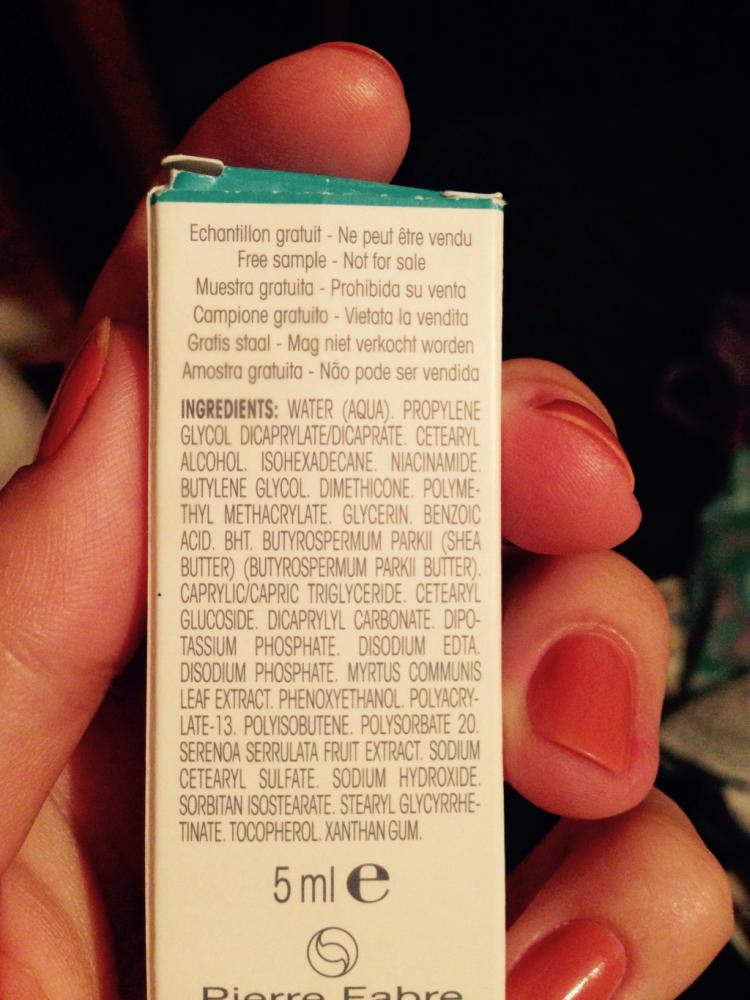 Echantillon gratuit - Ne peut être vendu
Free sample - Not for sale
Muestra gratuita - Prohibida su venta
Campione gratuito - Vietata la vendita
Gratis staal - Mag niet verkocht worden
Amostra gratuita - Não pode ser vendida
INGREDIENTS: WATER (AQUA). PROPYLENE
GLYCOL DICAPRYLATE/DICAPRATE. CETEARYL
ALCOHOL. ISOHEXADECANE. NIACINAMIDE.
BUTYLENE GLYCOL. DIMETHICONE. POLYME-
THYL METHACRYLATE. GLYCERIN. BENZOIC
ACID. BHT. BUTYROSPERMUM PARKII (SHEA
BUTTER) (BUTYROSPERMUM PARKII BUTTER).
CAPRYLIC/CAPRIC TRIGLYCERIDE. CETEARYL
GLUCOSIDE. DICAPRYLYL CARBONATE. DIPO-
TASSIUM PHOSPHATE. DISODIUM EDTA.
DISODIUM PHOSPHATE. MYRTUS COMMUNIS
LEAF EXTRACT. PHENOXYETHANOL. POLYACRY-
LATE-13. POLYISOBUTENE. POLYSORBATE 20.
SERENOA SERRULATA FRUIT EXTRACT. SODIUM
CETEARYL SULFATE. SODIUM HYDROXIDE.
SORBITAN ISOSTEARATE. STEARYL GLYCYRRHE-
TINATE. TOCOPHEROL. XANTHAN GUM.
5 ml e
Pierre Fabre